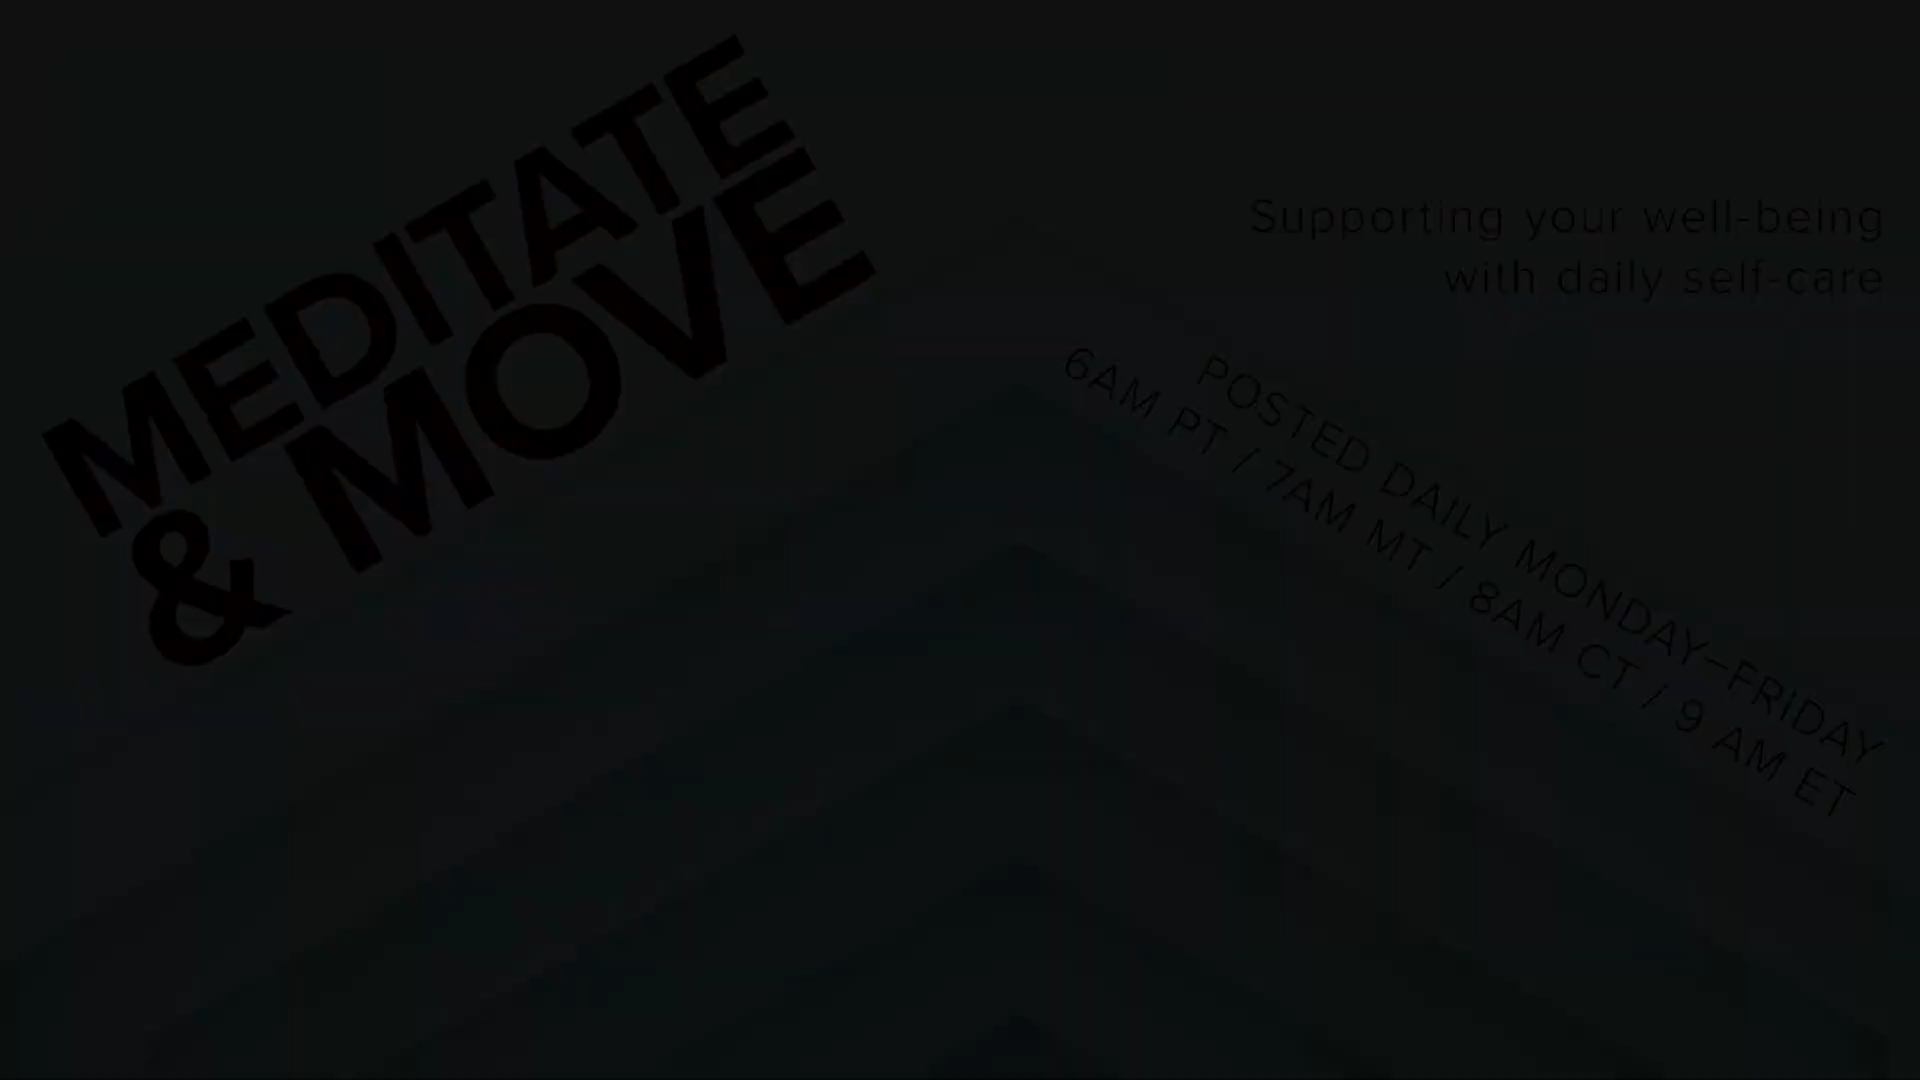 MEDITATE
& MOVE
Supporting your well-being
with daily self-care
POSTED DAILY MONDAY–FRIDAY
6AM PT / 7AM MT / 8AM CT / 9 AM ET